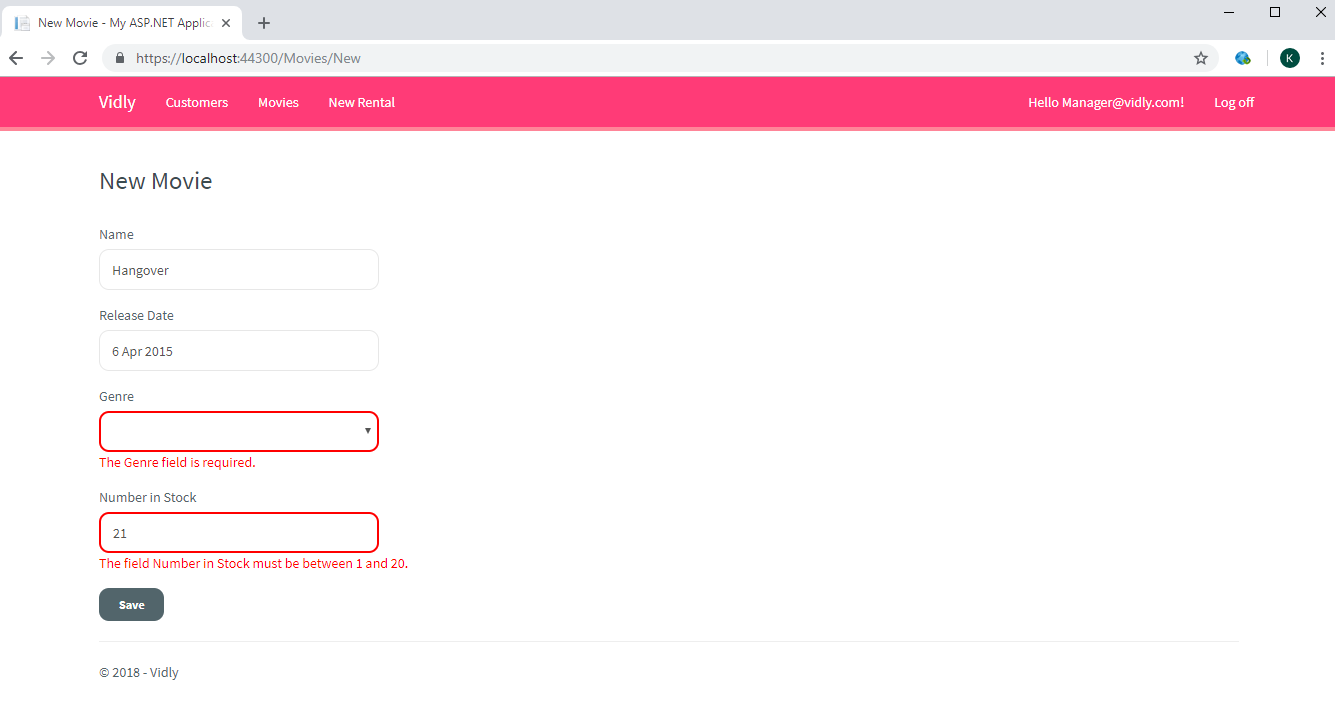 New Movie - My ASP.NET Applic
https://localhost:44300/Movies/New
K
Vidly Customers Movies New Rental Hello Manager@vidly.com! Log off
New Movie
Name
Hangover
Release Date
6 Apr 2015
Genre
The Genre field is required.
Number in Stock
21
The field Number in Stock must be between 1 and 20.
Save
© 2018 - Vidly